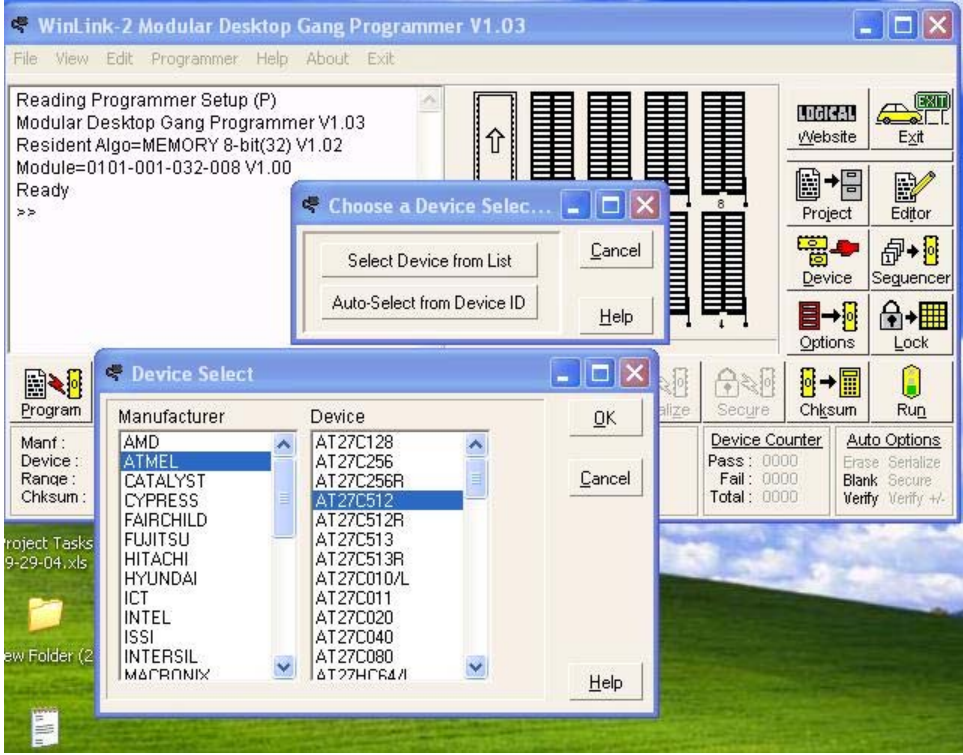 WinLink-2 Modular Desktop Gang Programmer V1.03
File View Edit Programmer Help About Exit
Reading Programmer Setup (P)
Modular Desktop Gang Programmer V1.03
Resident Algo=MEMORY 8-bit(32) V1.02
Module=0101-001-032-008 V1.00
Ready
>>
8
4
LOGICAL
Website
EXIT
Exit
Project
Editor
Device
Sequencer
Options
Lock
Choose a Device Selec...
Select Device from List
Auto-Select from Device ID
Cancel
Help
Program
alize
Secure
Chksum
Run
Manf :
Device :
Range :
Chksum :
Device Counter
Pass : 0000
Fail : 0000
Total : 0000
Auto Options
Erase Serialize
Blank Secure
Verify Verify +/-
Device Select
Manufacturer
AMD
ATMEL
CATALYST
CYPRESS
FAIRCHILD
FUJITSU
HITACHI
HYUNDAI
ICT
INTEL
ISSI
INTERSIL
MACRONIX
Device
AT27C128
AT27C256
AT27C256R
AT27C512
AT27C512R
AT27C513
AT27C513R
AT27C010/L
AT27C011
AT27C020
AT27C040
AT27C080
AT27HC64/L
OK
Cancel
Help
roject Tasks
9-29-04.xls
ew Folder (2